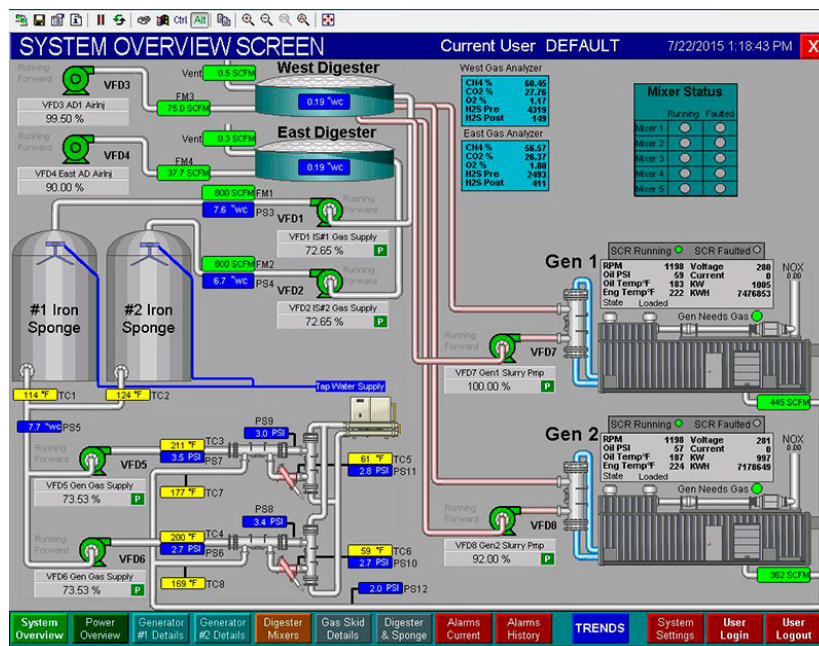 Ctrl Alt
SYSTEM OVERVIEW SCREEN
Current User DEFAULT
7/22/2015 1:18:43 PM X
Running
Forward
VFD3
VFD3 AD1 AirInj
99.50 %
Vent 0.5 SCFM
FM3
75.0 SCFM
West Digester
0.19 "wc
Running
Forward
VFD4
VFD4 East AD AirInj
90.00 %
Vent 0.3 SCFM
FM4
37.7 SCFM
East Digester
0.19 "wc
West Gas Analyzer
CH4 % 60.45
CO2 % 27.76
O2 % 1.17
H2S Pre 4319
H2S Post 149
East Gas Analyzer
CH4 % 56.57
CO2 % 26.37
O2 % 1.80
H2S Pre 2493
H2S Post 411
Mixer Status
Running Faulted
Mixer 1
Mixer 2
Mixer 3
Mixer 4
Mixer 5
800 SCFM FM1
7.6 "wc PS3
Running
Forward
VFD1
VFD1 IS#1 Gas Supply
72.65 % P
800 SCFM FM2
6.7 "wc PS4
Running
Forward
VFD2
VFD2 IS#2 Gas Supply
72.65 % P
#1 Iron
Sponge
#2 Iron
Sponge
114 °F TC1
124 °F TC2
Tap Water Supply
Gen 1
SCR Running SCR Faulted
RPM 1198 Voltage 280
Oil PSI 59 Current 0
Oil Temp°F 183 KW 1005
Eng Temp°F 222 KWH 7476853
State Loaded
NOX
0.00
Gen Needs Gas
445 SCFM
Running
Forward
VFD7
VFD7 Gen1 Slurry Pmp
100.00 % P
7.7 "wc PS5
Running
Forward
VFD5
VFD5 Gen Gas Supply
73.53 % P
211 °F TC3
3.5 PSI PS7
177 °F TC7
PS9
3.0 PSI
61 °F TC5
2.8 PSI PS11
Running
Forward
VFD6
VFD6 Gen Gas Supply
73.53 % P
200 °F TC4
2.7 PSI PS6
169 °F TC8
PS8
3.4 PSI
59 °F TC6
2.7 PSI PS10
2.0 PSI PS12
Gen 2
SCR Running SCR Faulted
RPM 1198 Voltage 281
Oil PSI 57 Current 0
Oil Temp°F 187 KW 997
Eng Temp°F 224 KWH 7178649
State Loaded
NOX
0.00
Gen Needs Gas
362 SCFM
Running
Forward
VFD8
VFD8 Gen2 Slurry Pmp
92.00 % P
System
Overview
Power
Overview
Generator
#1 Details
Generator
#2 Details
Digester
Mixers
Gas Skid
Details
Digester
& Sponge
Alarms
Current
Alarms
History
TRENDS
System
Settings
User
Login
User
Logout